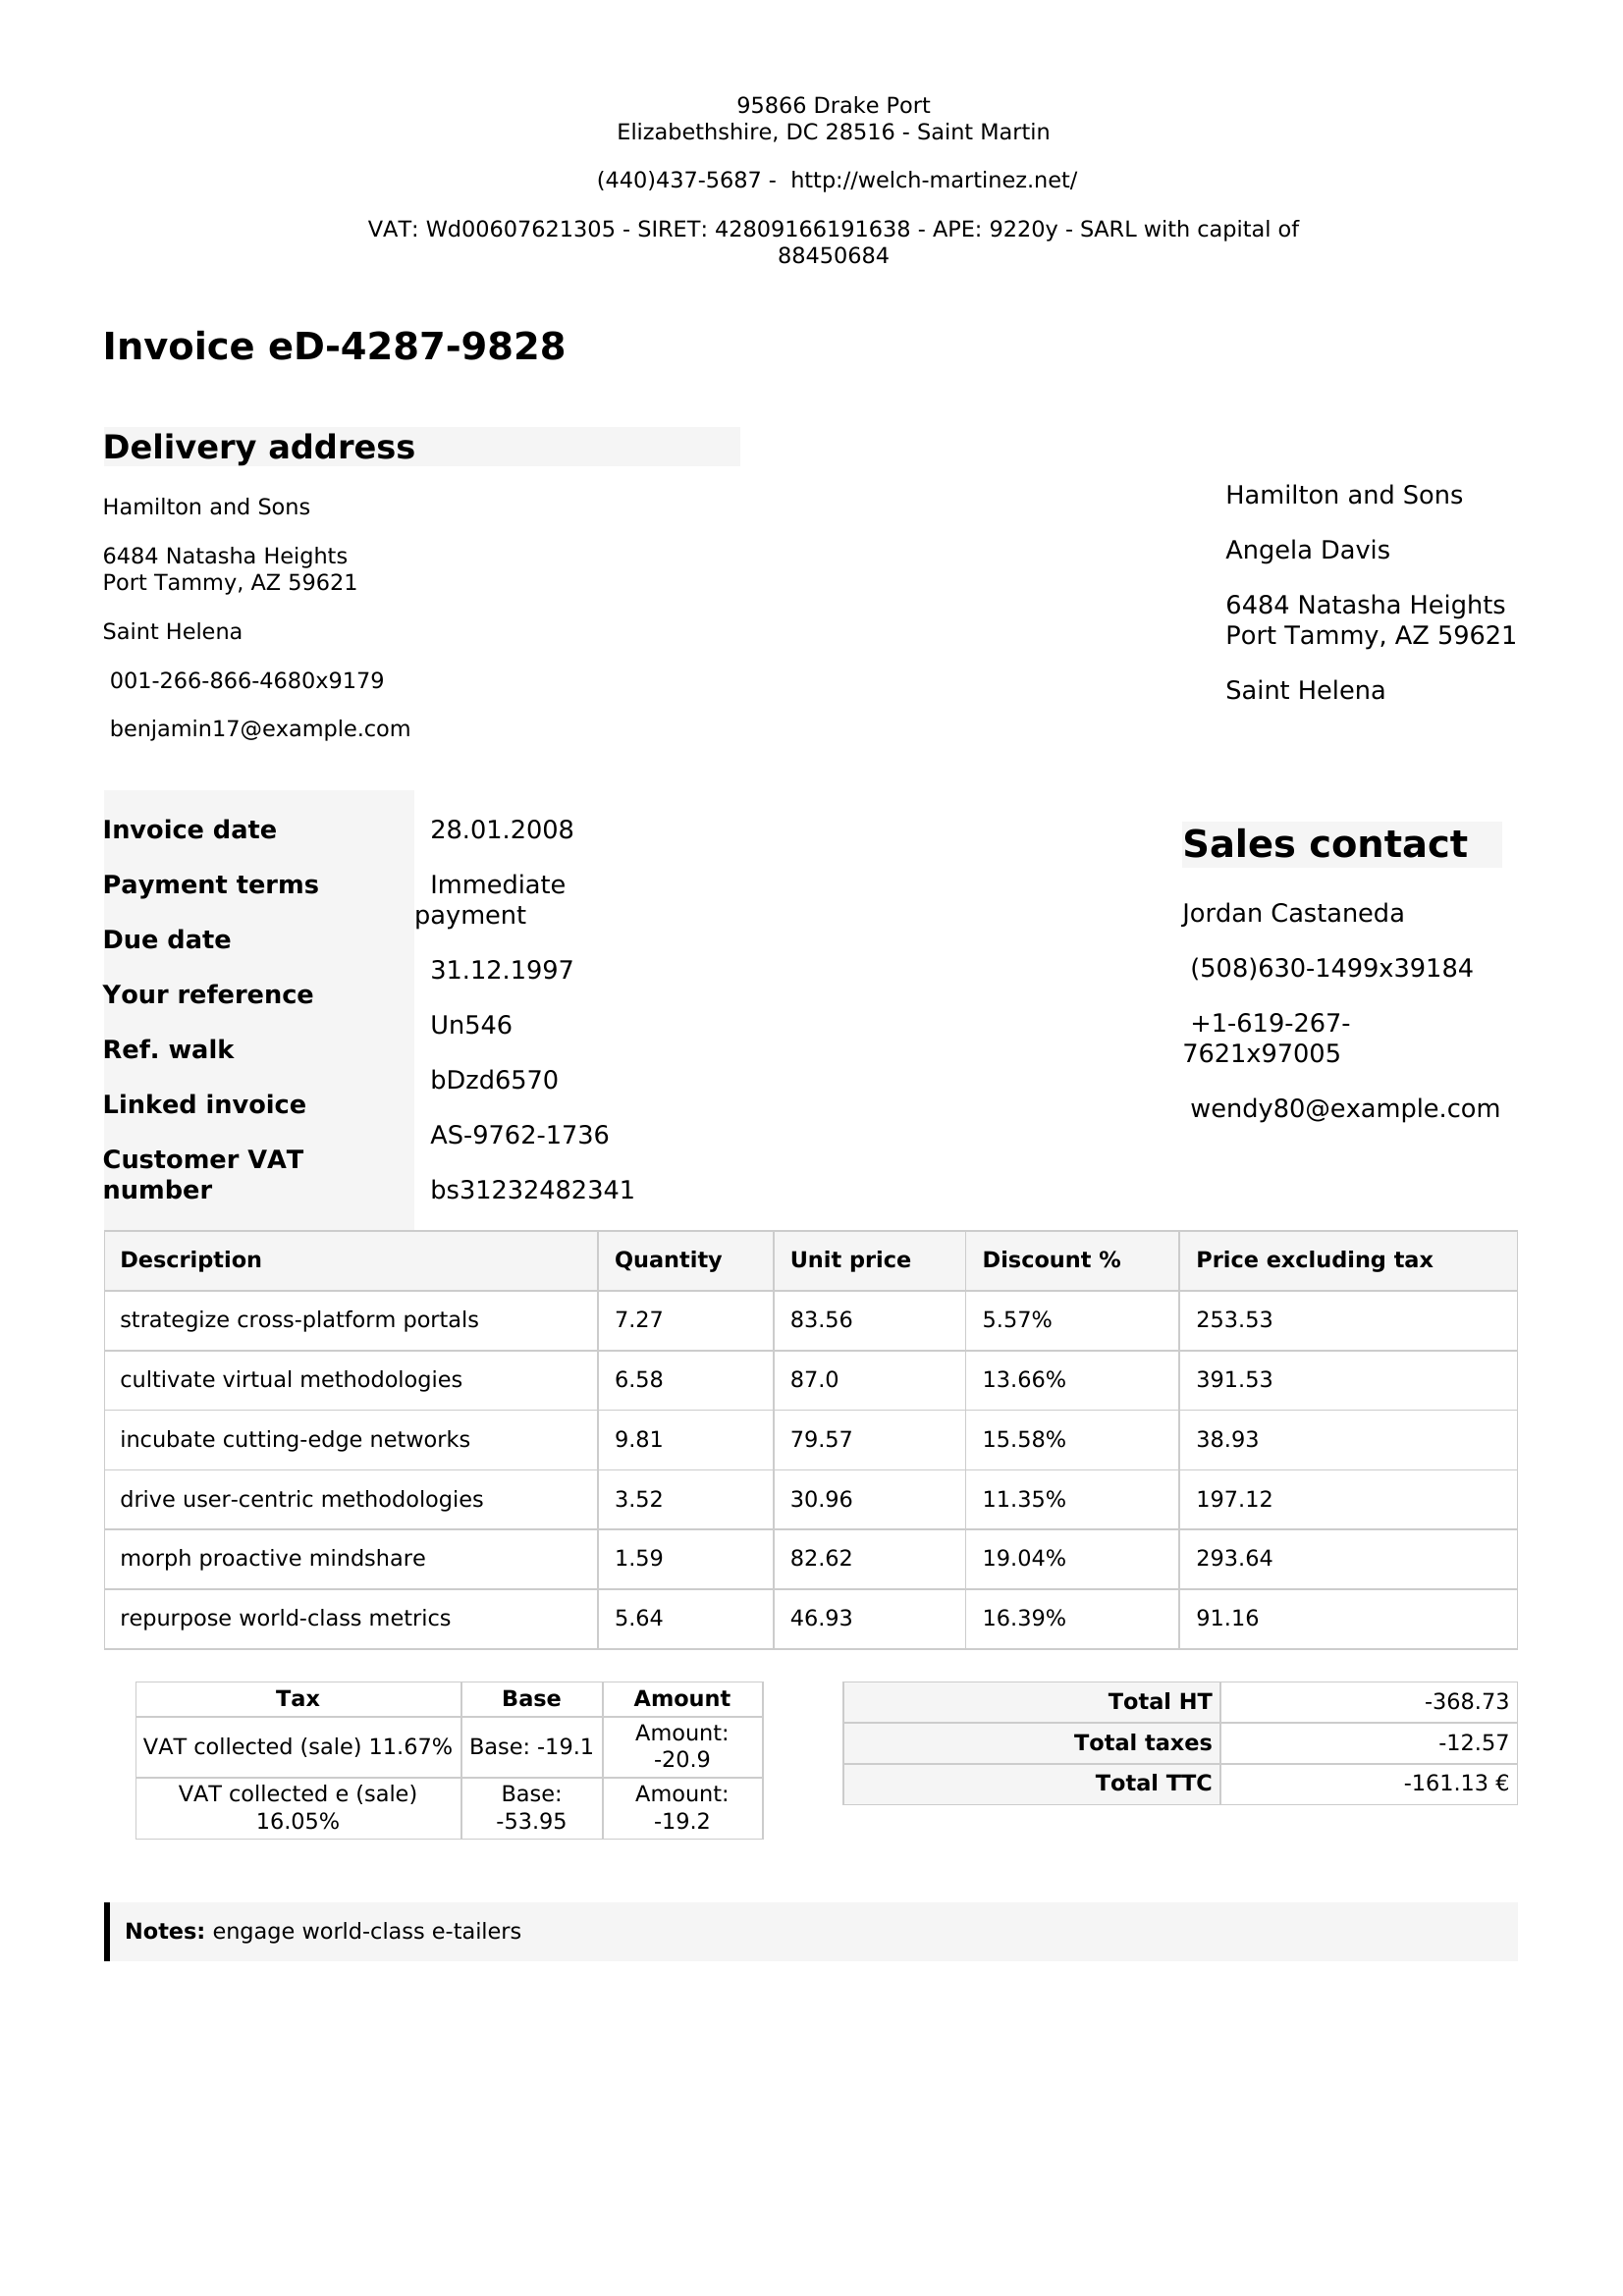 95866 Drake Port
Elizabethshire, DC 28516 - Saint Martin
(440)437-5687 - http://welch-martinez.net/
VAT: Wd00607621305 - SIRET: 42809166191638 - APE: 9220y - SARL with capital of
88450684
Invoice eD-4287-9828
Delivery address
Hamilton and Sons
6484 Natasha Heights
Port Tammy, AZ 59621
Saint Helena
001-266-866-4680x9179
benjamin17@example.com
Hamilton and Sons
Angela Davis
6484 Natasha Heights
Port Tammy, AZ 59621
Saint Helena
Invoice date
Payment terms
Due date
Your reference
Ref. walk
Linked invoice
Customer VAT
number
28.01.2008
Immediate
payment
31.12.1997
Un546
bDzd6570
AS-9762-1736
bs31232482341
Sales contact
Jordan Castaneda
(508)630-1499x39184
+1-619-267-
7621x97005
wendy80@example.com
Description Quantity Unit price Discount % Price excluding tax
strategize cross-platform portals 7.27 83.56 5.57% 253.53
cultivate virtual methodologies 6.58 87.0 13.66% 391.53
incubate cutting-edge networks 9.81 79.57 15.58% 38.93
drive user-centric methodologies 3.52 30.96 11.35% 197.12
morph proactive mindshare 1.59 82.62 19.04% 293.64
repurpose world-class metrics 5.64 46.93 16.39% 91.16
Tax Base Amount
VAT collected (sale) 11.67% Base: -19.1 Amount:
-20.9
VAT collected e (sale) Base: Amount:
16.05% -53.95 -19.2
Total HT -368.73
Total taxes -12.57
Total TTC -161.13 €
Notes: engage world-class e-tailers